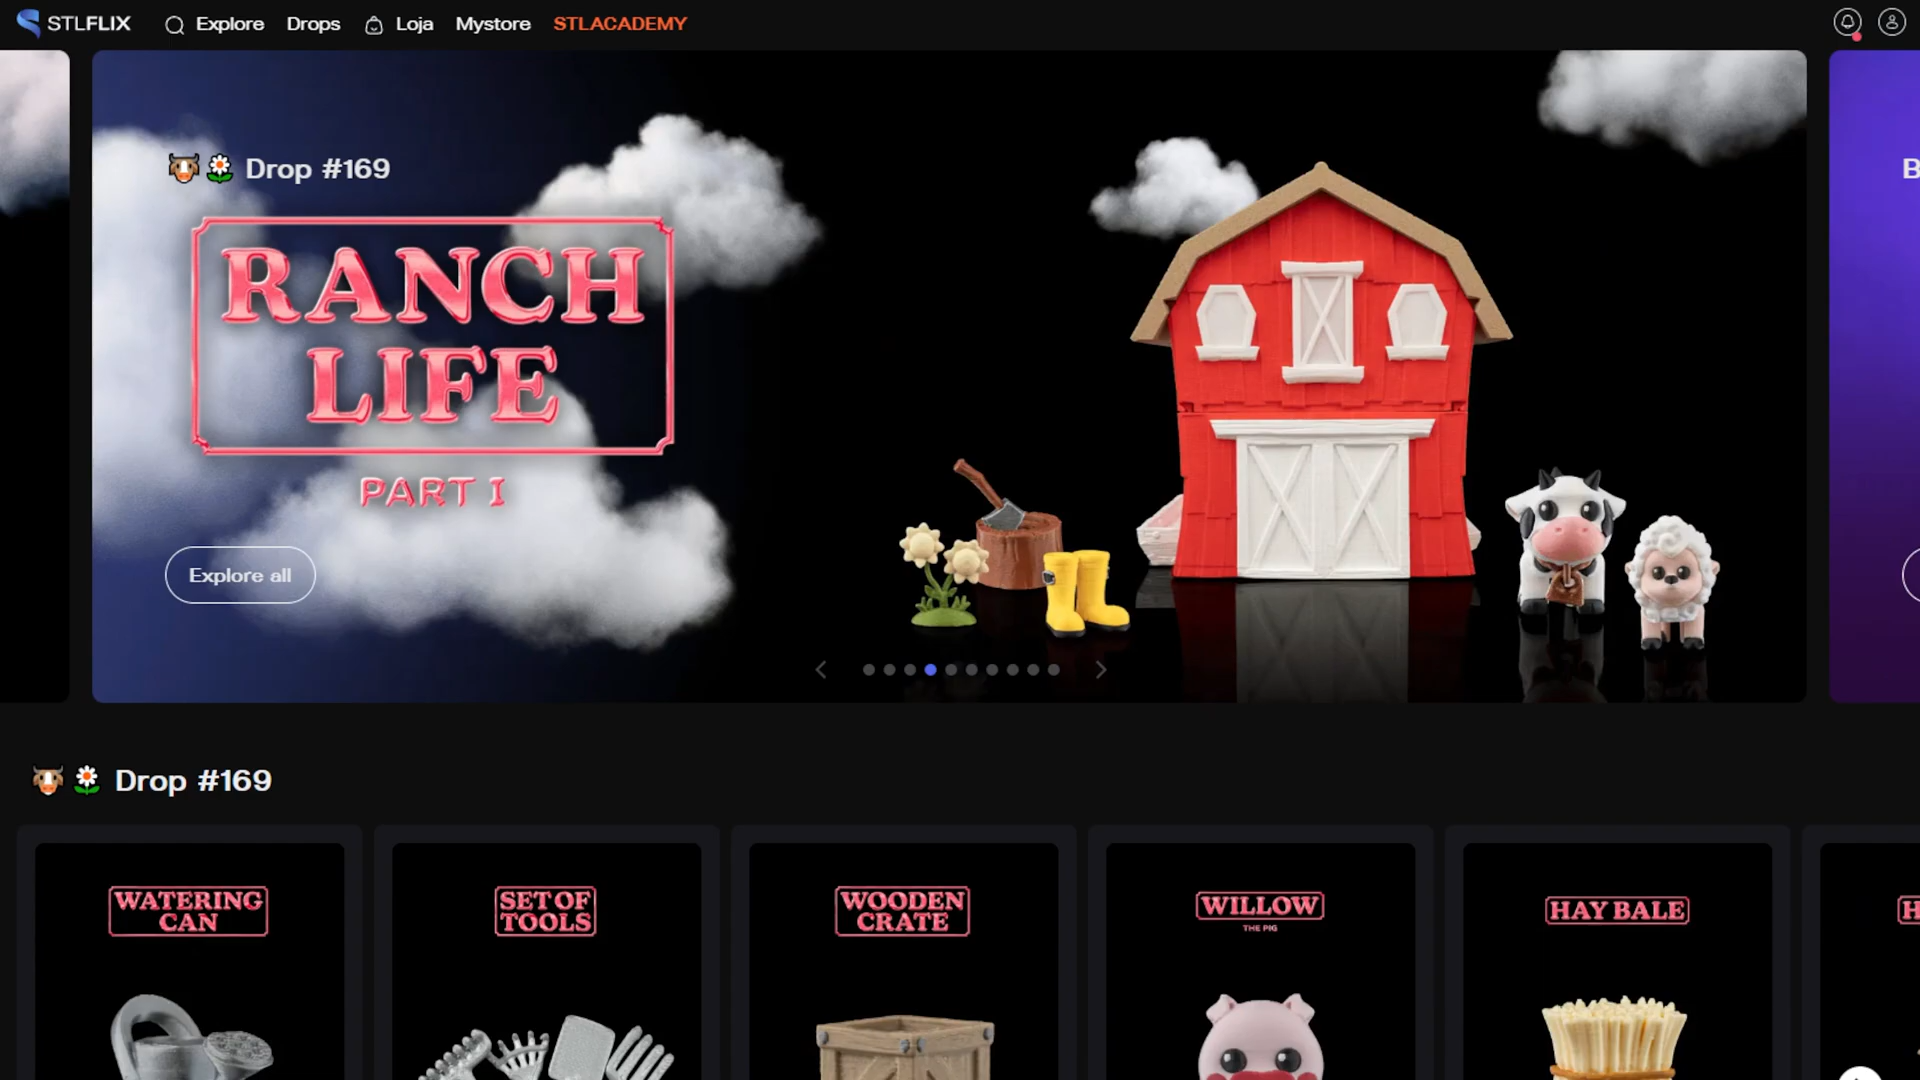 STLFLIX Explore Drops Loja Mystore STLACADEMY
Drop #169
RANCH
LIFE
PART I
Explore all
Drop #169
WATERING
CAN
SET OF
TOOLS
WOODEN
CRATE
WILLOW
THE PIG
HAY BALE